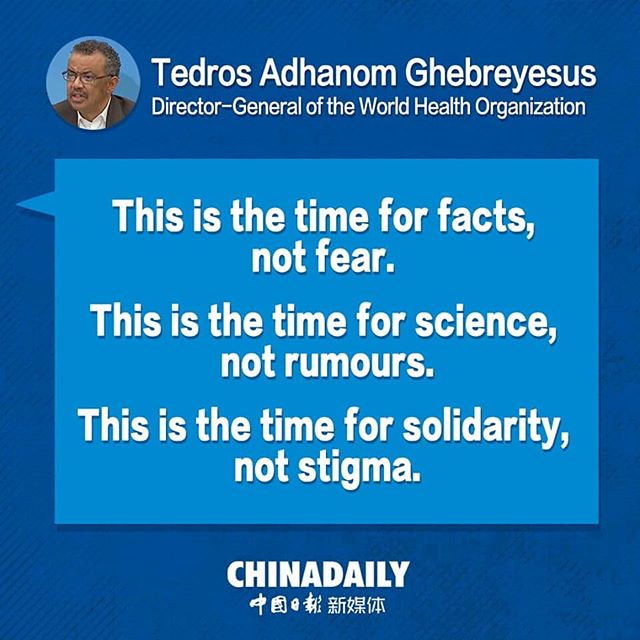 Tedros Adhanom Ghebreyesus
Director-General of the World Health Organization
This is the time for facts,
not fear.
This is the time for science,
not rumours.
This is the time for solidarity,
not stigma.
CHINADAILY
中国日报 新媒体